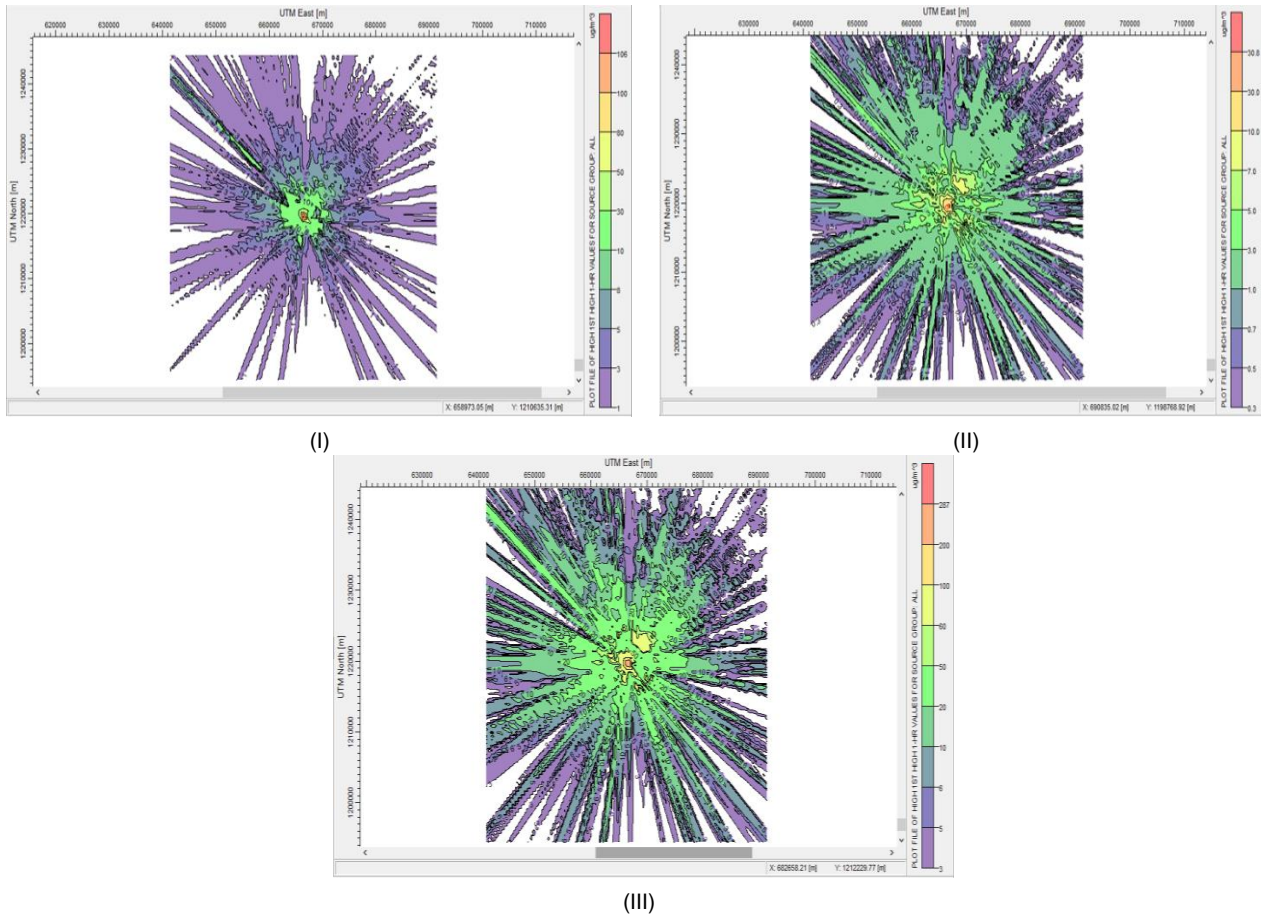 UTM East [m]
620000 630000 640000 650000 660000 670000 680000 690000 700000 710000
UTM North [m]
1240000
1230000
1220000
1210000
1200000
PLOT FILE OF HIGH 1ST HIGH 1-HR VALUES FOR SOURCE GROUP: ALL
ug/m^3
106
100
50
30
10
5
3
1
X: 658973.05 [m] Y: 1210635.31 [m]
(I)
UTM East [m]
630000 640000 650000 660000 670000 680000 690000 700000 710000
UTM North [m]
1240000
1230000
1220000
1210000
1200000
PLOT FILE OF HIGH 1ST HIGH 1-HR VALUES FOR SOURCE GROUP: ALL
ug/m^3
30.0
10.0
7.0
5.0
3.0
1.0
0.7
0.5
0.3
X: 690835.82 [m] Y: 1198768.92 [m]
(II)
UTM East [m]
630000 640000 650000 660000 670000 680000 690000 700000 710000
UTM North [m]
1240000
1230000
1220000
1210000
1200000
PLOT FILE OF HIGH 1ST HIGH 1-HR VALUES FOR SOURCE GROUP: ALL
ug/m^3
287
200
100
50
20
10
5
3
X: 682658.21 [m] Y: 1212229.77 [m]
(III)